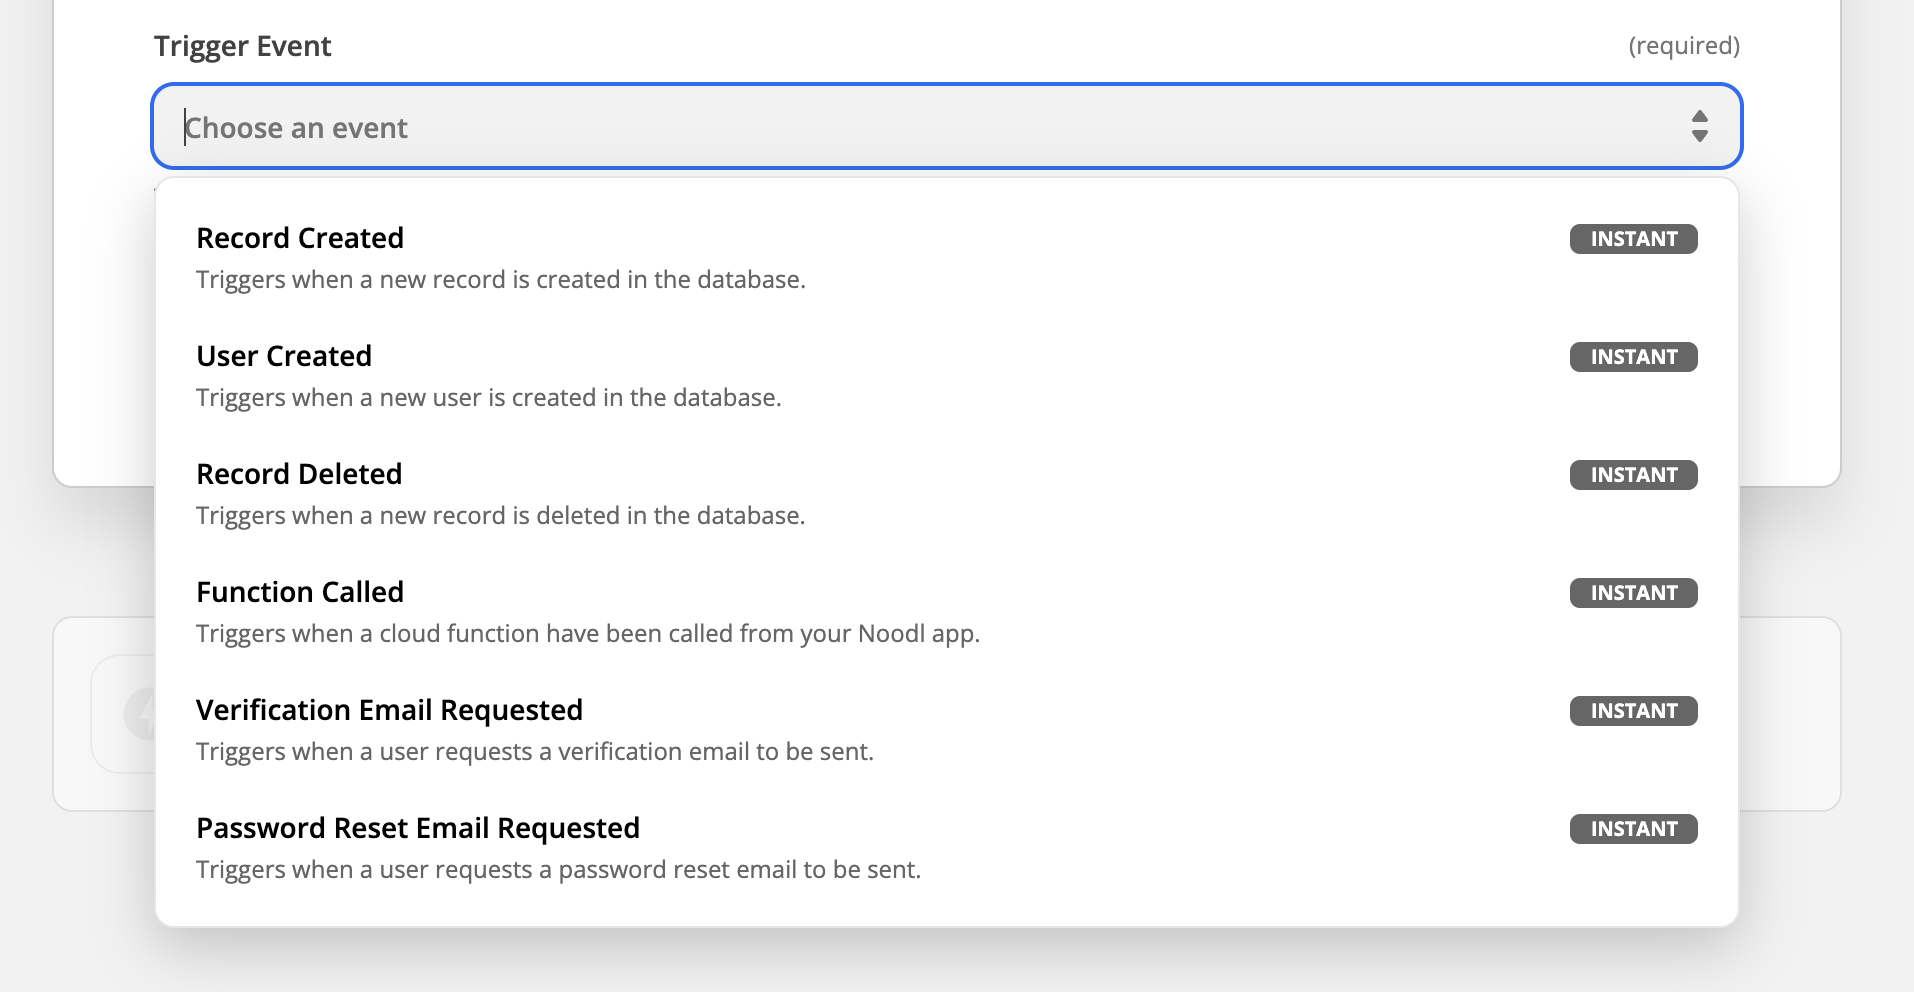 Trigger Event (required)
Choose an event
Record Created INSTANT
Triggers when a new record is created in the database.
User Created INSTANT
Triggers when a new user is created in the database.
Record Deleted INSTANT
Triggers when a new record is deleted in the database.
Function Called INSTANT
Triggers when a cloud function have been called from your Noodl app.
Verification Email Requested INSTANT
Triggers when a user requests a verification email to be sent.
Password Reset Email Requested INSTANT
Triggers when a user requests a password reset email to be sent.